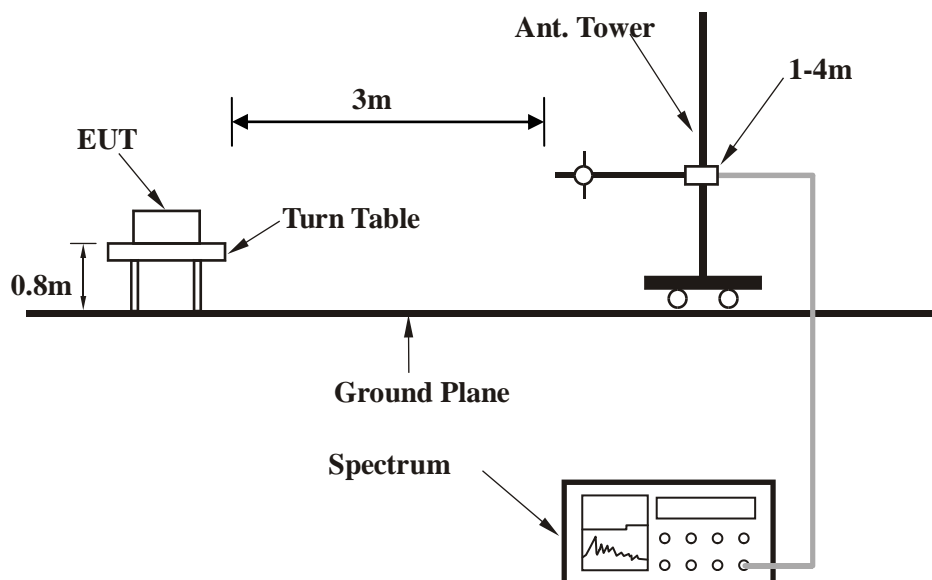 Ant. Tower
1-4m
3m
EUT
Turn Table
0.8m
Ground Plane
Spectrum